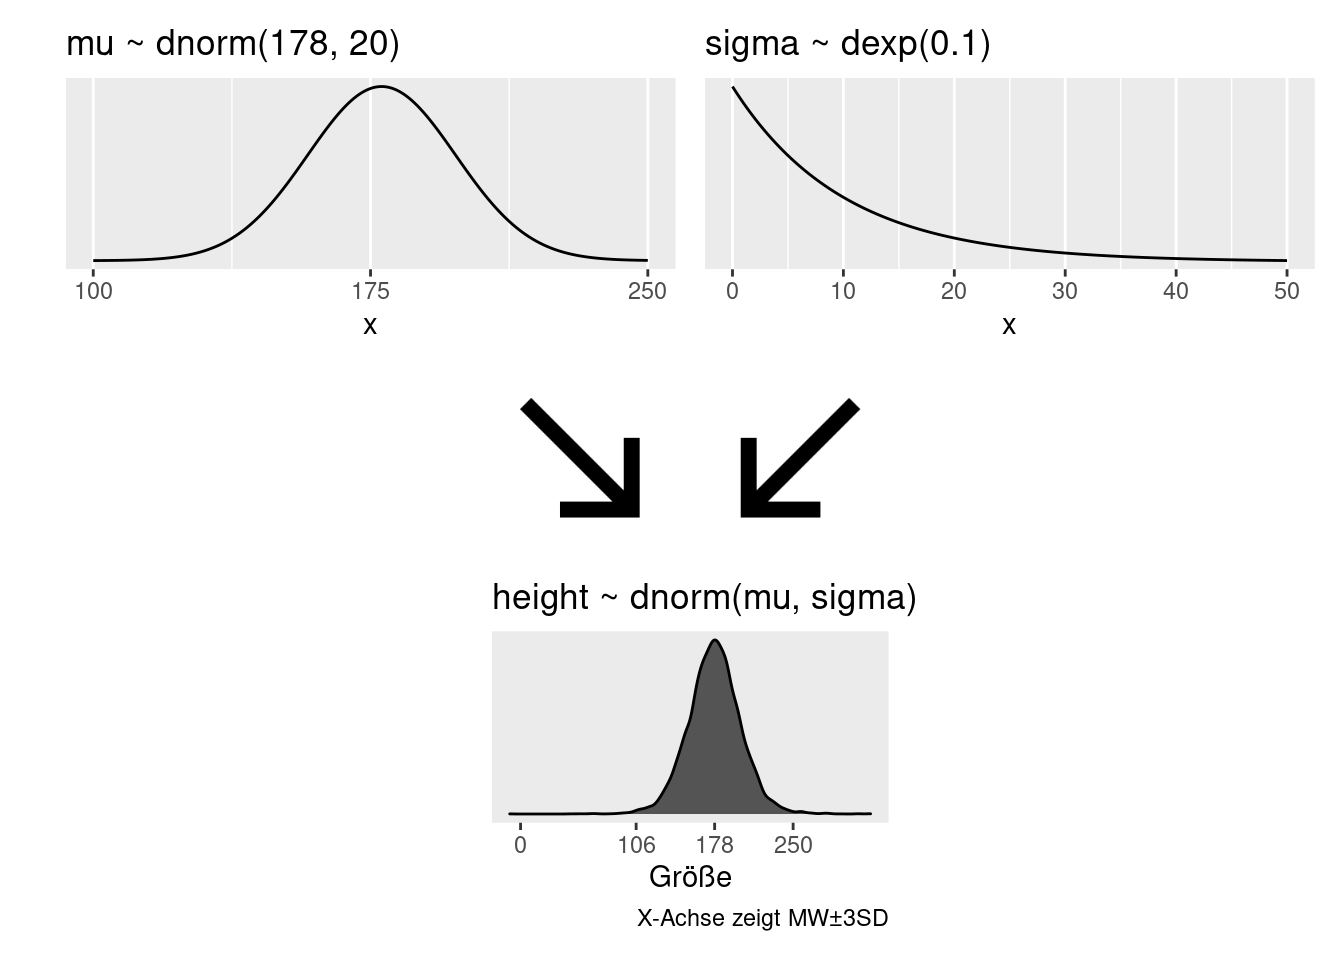 mu ~ dnorm(178, 20)
100 175 250
x
sigma ~ dexp(0.1)
0 10 20 30 40 50
x
height ~ dnorm(mu, sigma)
0 106 178 250
Größe
X-Achse zeigt MW±3SD